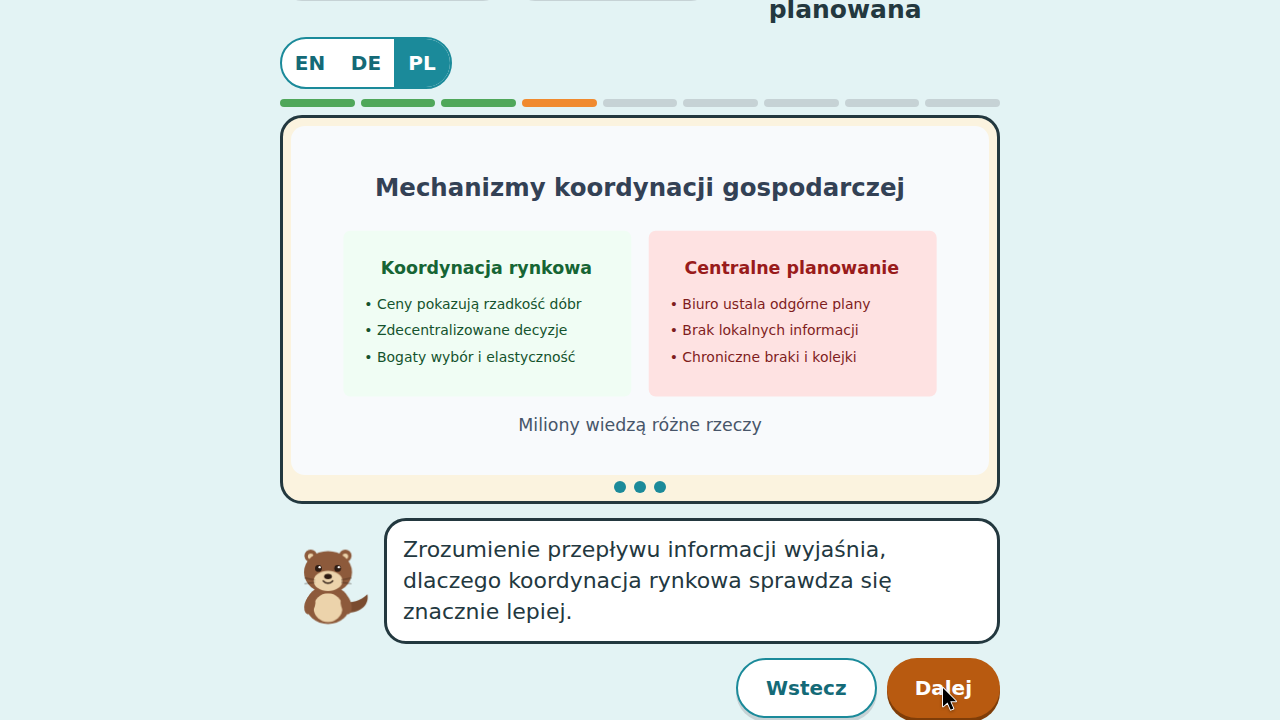 planowana
EN DE PL
Mechanizmy koordynacji gospodarczej
Koordynacja rynkowa
• Ceny pokazują rzadkość dóbr
• Zdecentralizowane decyzje
• Bogaty wybór i elastyczność
Centralne planowanie
• Biuro ustala odgórne plany
• Brak lokalnych informacji
• Chroniczne braki i kolejki
Miliony wiedzą różne rzeczy
Zrozumienie przepływu informacji wyjaśnia,
dlaczego koordynacja rynkowa sprawdza się
znacznie lepiej.
Wstecz
Dalej